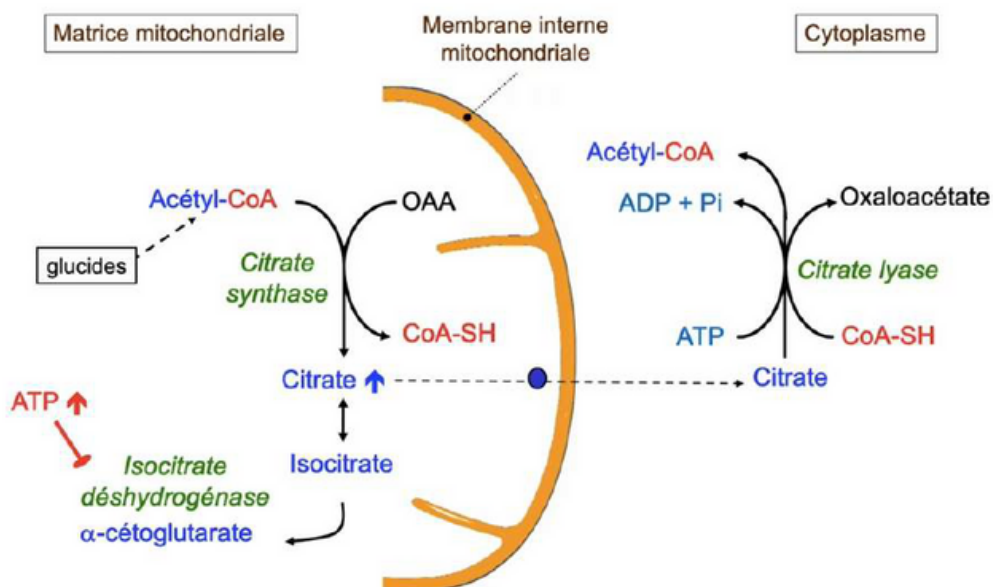 Matrice mitochondriale
Membrane interne
mitochondriale
Cytoplasme
Acétyl-CoA
OAA
glucides
Citrate
synthase
CoA-SH
Citrate
ATP
Isocitrate
Isocitrate
déshydrogénase
α-cétoglutarate
Acétyl-CoA
Oxaloacétate
ADP + Pi
Citrate lyase
ATP
CoA-SH
Citrate